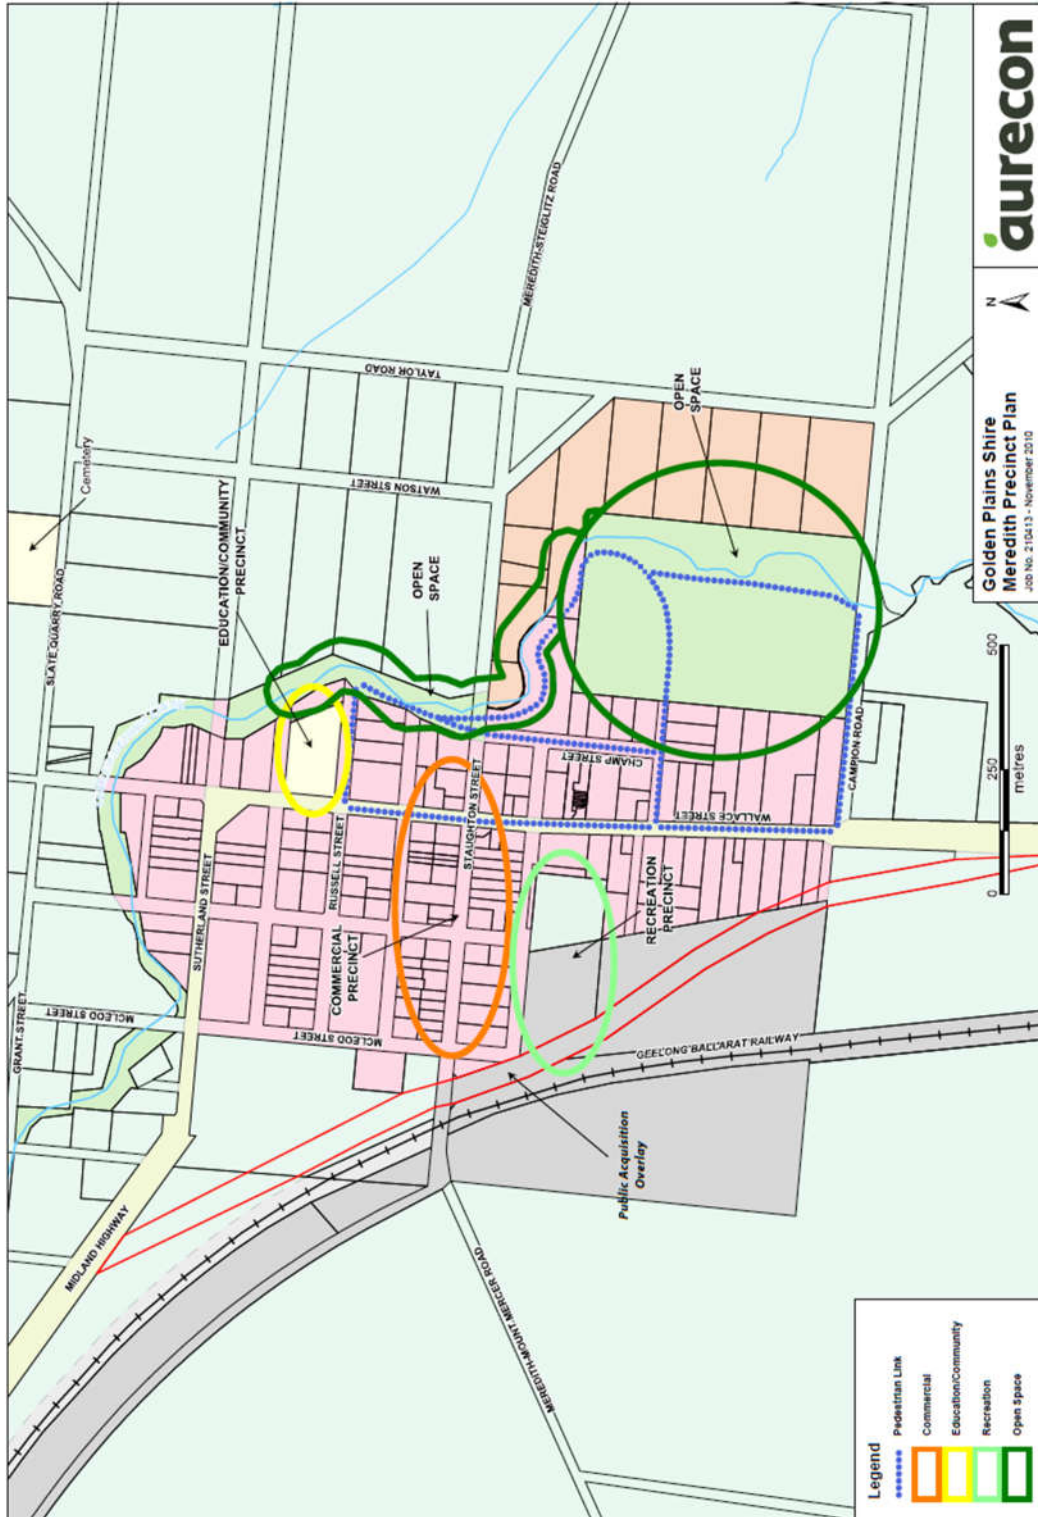 SLATE QUARRY ROAD
Cemetery
GRANT STREET
MCLEOD STREET
MIDLAND HIGHWAY
SUTHERLAND STREET
EDUCATION/COMMUNITY
PRECINCT
WATSON STREET
TAYLOR ROAD
MEREDITH-STEIGLITZ ROAD
RUSSELL STREET
MCLEOD STREET
COMMERCIAL
PRECINCT
OPEN
SPACE
STAUGHTON STREET
MEREDITH-MOUNT MERCER ROAD
Public Acquisition
Overlay
GEELONG BALLARAT RAILWAY
RECREATION
PRECINCT
CHAMP STREET
WALLACE STREET
OPEN
SPACE
CAMPION ROAD
Legend
Pedestrian Link
Commercial
Education/Community
Recreation
Open Space
0 250 500
metres
Golden Plains Shire
Meredith Precinct Plan
Job No. 210413 - November 2010
N
aurecon